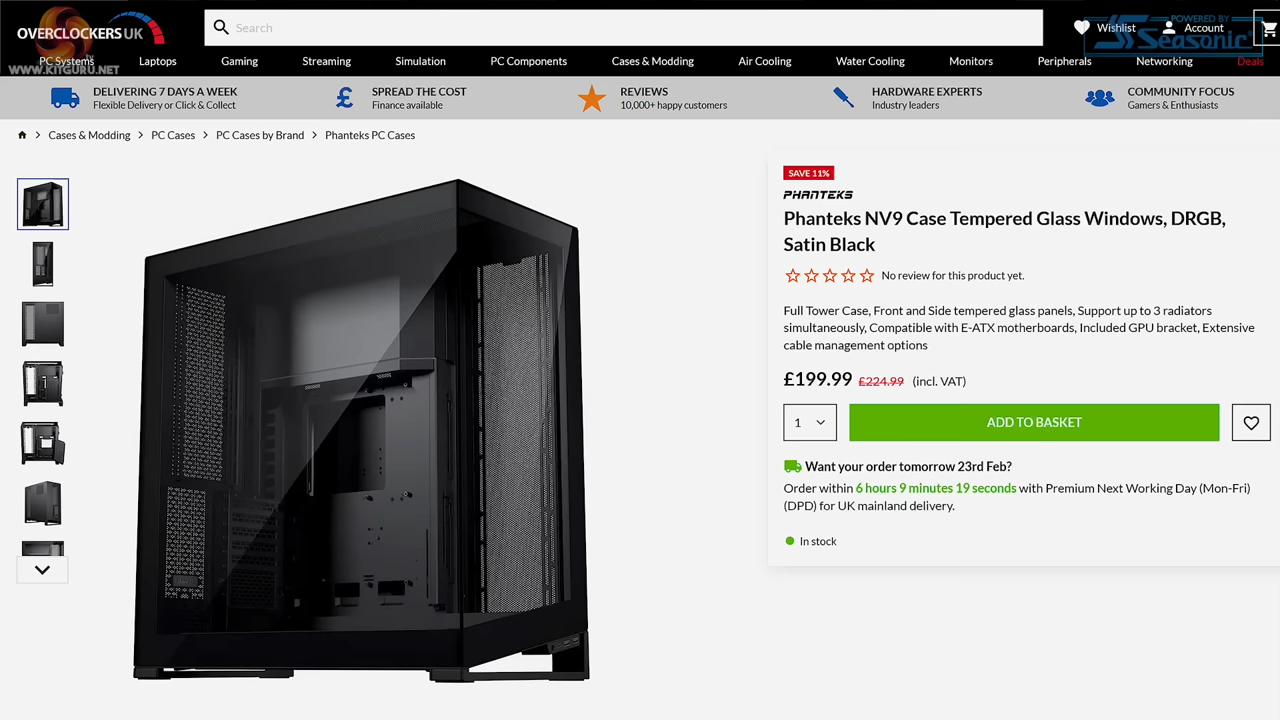 OVERCLOCKERS UK
WWW.KITGURU.NET
Search
Wishlist
Account
POWERED BY
Seasonic
PC Systems Laptops Gaming Streaming Simulation PC Components Cases & Modding Air Cooling Water Cooling Monitors Peripherals Networking Deals
DELIVERING 7 DAYS A WEEK
Flexible Delivery or Click & Collect
SPREAD THE COST
Finance available
REVIEWS
10,000+ happy customers
HARDWARE EXPERTS
Industry leaders
COMMUNITY FOCUS
Gamers & Enthusiasts
Cases & Modding > PC Cases > PC Cases by Brand > Phanteks PC Cases
SAVE 11%
PHANTEKS
Phanteks NV9 Case Tempered Glass Windows, DRGB,
Satin Black
No review for this product yet.
Full Tower Case, Front and Side tempered glass panels, Support up to 3 radiators
simultaneously, Compatible with E-ATX motherboards, Included GPU bracket, Extensive
cable management options
£199.99 £224.99 (incl. VAT)
1
ADD TO BASKET
Want your order tomorrow 23rd Feb?
Order within 6 hours 9 minutes 19 seconds with Premium Next Working Day (Mon-Fri)
(DPD) for UK mainland delivery.
In stock